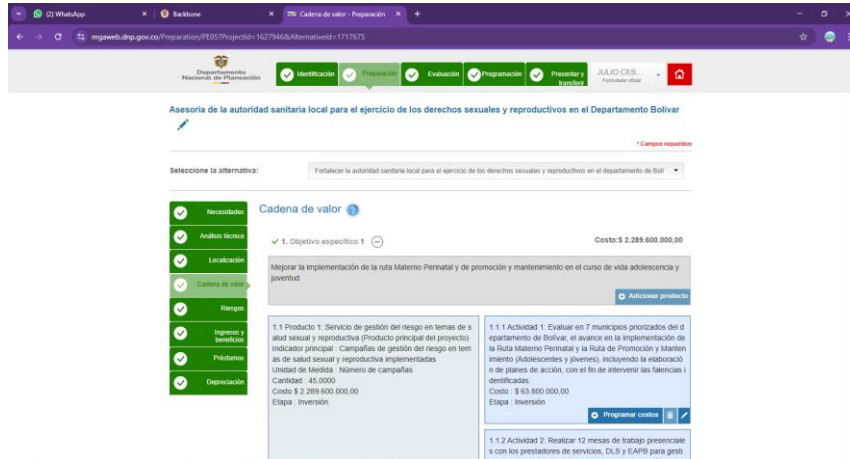 (2) WhatsApp
Backbone
Cadena de valor - Preparación
mgaweb.dnp.gov.co/Preparation/PE05?ProjectId=1627946&AlternativeId=1717675
Departamento
Nacional de Planeación
Identificación
Preparación
Evaluación
Programación
Presentar y
transferir
JULIO CES...
Formulador oficial
Asesoría de la autoridad sanitaria local para el ejercicio de los derechos sexuales y reproductivos en el Departamento Bolívar
* Campos requeridos
Seleccione la alternativa:
Fortalecer la autoridad sanitaria local para el ejercicio de los derechos sexuales y reproductivos en el departamento de Bolí
Necesidades
Análisis técnico
Localización
Cadena de valor
Riesgos
Ingresos y
beneficios
Préstamos
Depreciación
Cadena de valor
1. Objetivo especifico 1
Costo:$ 2.289.600.000,00
Mejorar la implementación de la ruta Materno Perinatal y de promoción y mantenimiento en el curso de vida adolescencia y
juventud
Adicionar producto
1.1 Producto 1: Servicio de gestión del riesgo en temas de s
alud sexual y reproductiva (Producto principal del proyecto)
Indicador principal : Campañas de gestión del riesgo en tem
as de salud sexual y reproductiva implementadas
Unidad de Medida : Número de campañas
Cantidad : 45,0000
Costo $ 2.289.600.000,00
Etapa : Inversión
1.1.1 Actividad 1: Evaluar en 7 municipios priorizados del d
epartamento de Bolívar, el avance en la implementación de
la Ruta Materno Perinatal y la Ruta de Promoción y Manten
imiento (Adolescentes y jóvenes), incluyendo la elaboració
n de planes de acción, con el fin de intervenir las falencias i
dentificadas.
Costo : $ 63.800.000,00
Etapa : Inversión
Programar costos
1.1.2 Actividad 2: Realizar 12 mesas de trabajo presenciale
s con los prestadores de servicios, DLS y EAPB para gesti